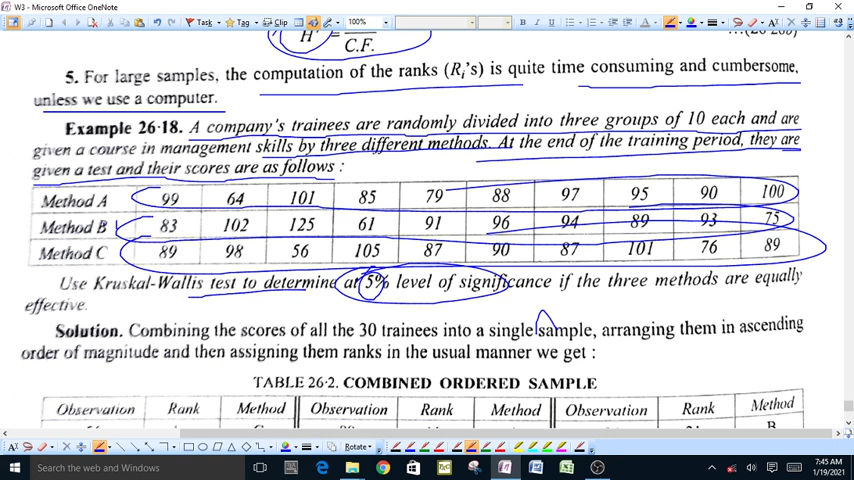 W3 - OneNote
Task Tag Clip 100% B I U
H = 
C.F.
5. For large samples, the computation of the ranks (Ri's) is quite time consuming and cumbersome,
unless we use a computer.
Example 26·18. A company's trainees are randomly divided into three groups of 10 each and are
given a course in management skills by three different methods. At the end of the training period, they are
given a test and their scores are as follows :
Method A 99 64 101 85 79 88 97 95 90 100
Method B 83 102 125 61 91 96 94 89 93 75
Method C 89 98 56 105 87 90 87 101 76 89
Use Kruskal-Wallis test to determine at 5% level of significance if the three methods are equally
effective.
Solution. Combining the scores of all the 30 trainees into a single sample, arranging them in ascending
order of magnitude and then assigning them ranks in the usual manner we get :
TABLE 26·2. COMBINED ORDERED SAMPLE
Observation Rank Method Observation Rank Method Observation Rank Method
B
Rotate
Search the web and Windows
7:45 AM
1/19/2021